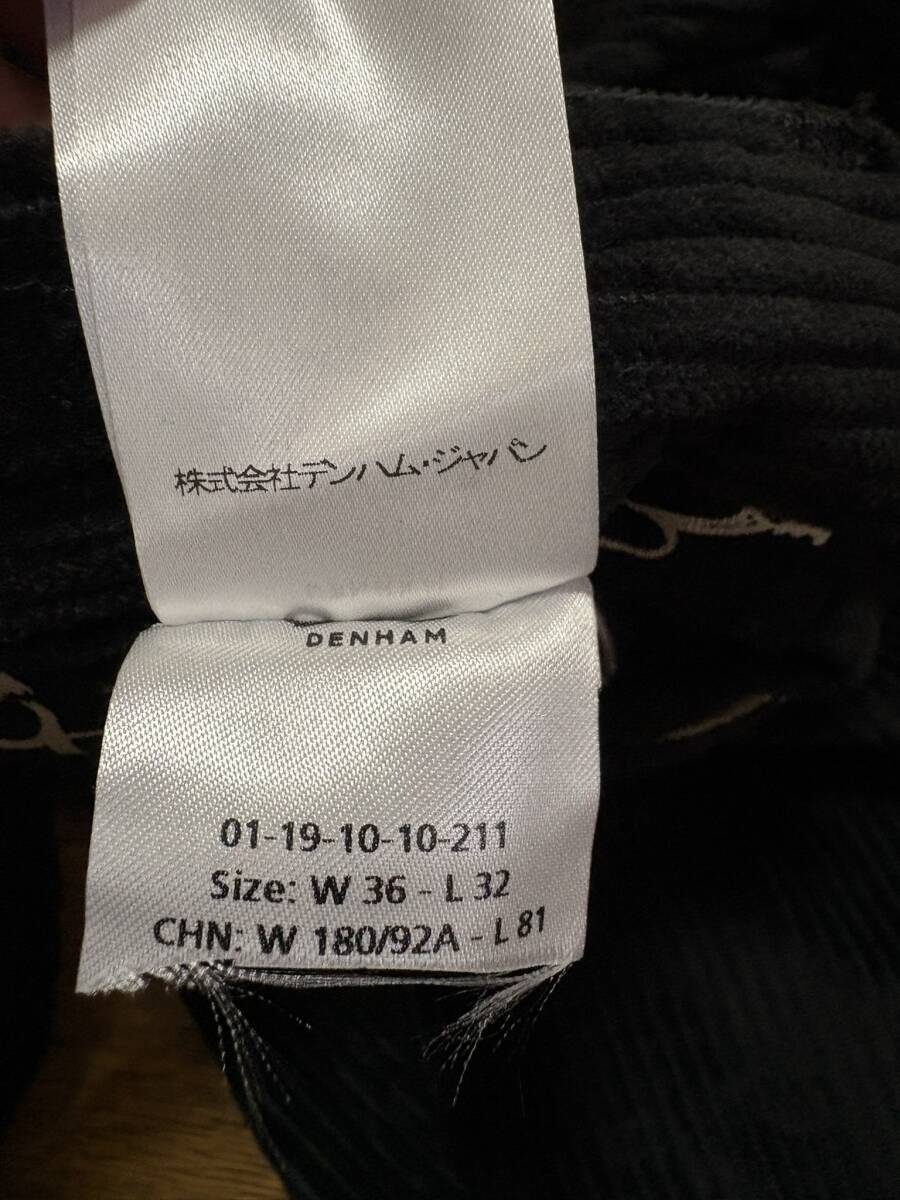 株式会社デンハム・ジャパン
DENHAM
01-19-10-10-211
Size: W 36 - L 32
CHN: W 180/92A - L 81